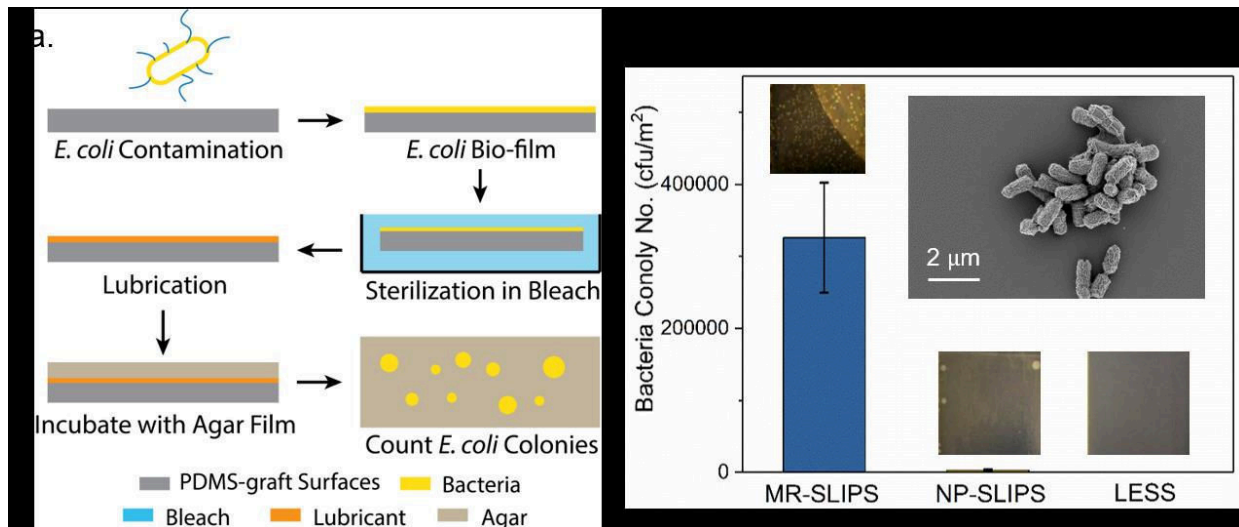 a.
E. coli Contamination
E. coli Bio-film
Lubrication
Sterilization in Bleach
Incubate with Agar Film
Count E. coli Colonies
PDMS-graft Surfaces
Bacteria
Bleach
Lubricant
Agar
Bacteria Conoly No. (cfu/m²)
400000
200000
0
2 μm
MR-SLIPS
NP-SLIPS
LESS